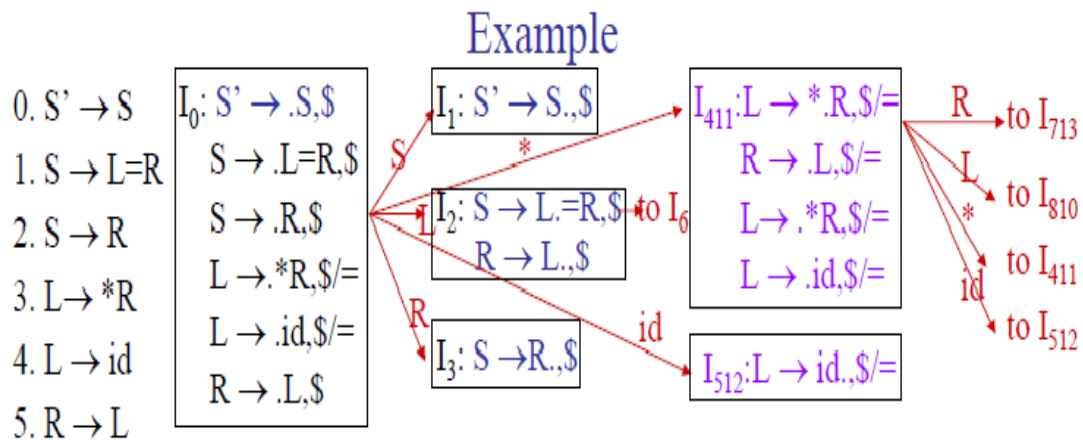 Example
0. S' → S
1. S → L=R
2. S → R
3. L→ *R
4. L → id
5. R → L
I0: S' → .S,$
S → .L=R,$
S → .R,$
L →.*R,$/=
L → .id,$/=
R → .L,$
S
*
L
R
id
I1: S' → S.,$
I2: S → L.=R,$
R → L.,$
to I6
I3: S →R.,$
I411:L → *.R,$/=
R → .L,$/=
L→ .*R,$/=
L → .id,$/=
I512:L → id.,$/=
R
to I713
L
to I810
*
to I411
id
to I512